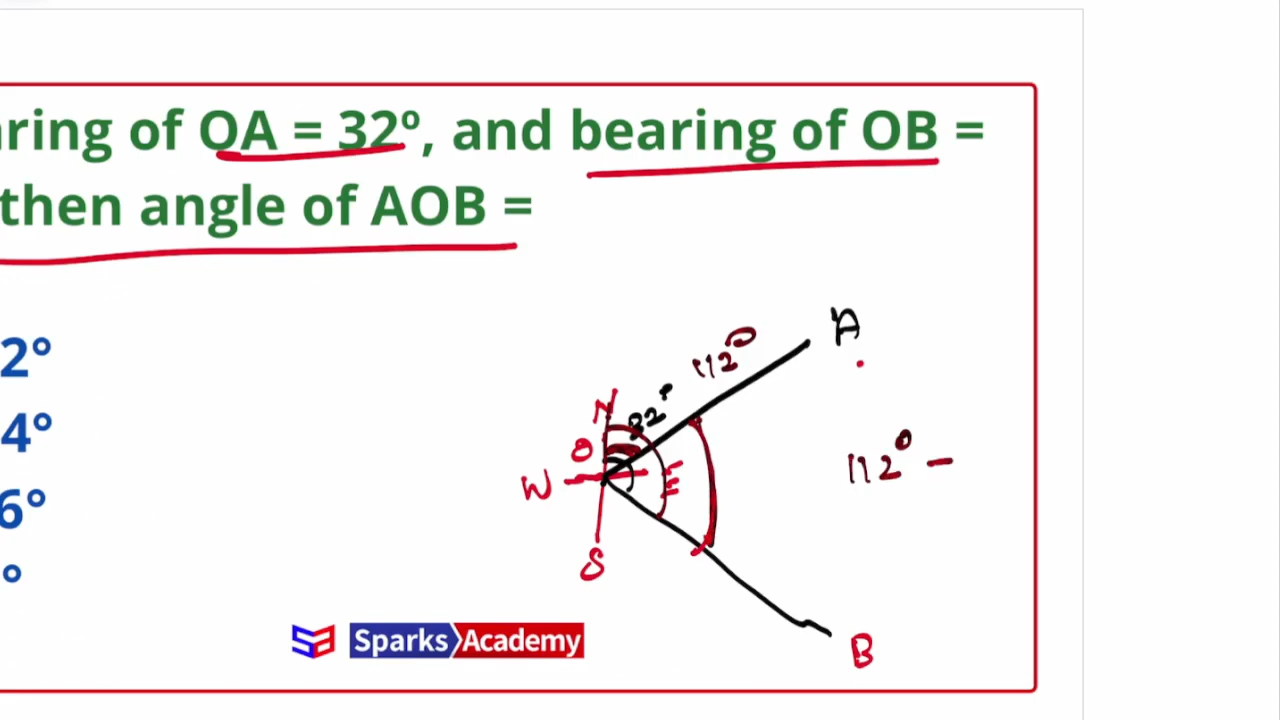 ring of OA = 32º, and bearing of OB =
then angle of AOB =
2°
4°
6°
°
A
112°
32°
N
O
W
E
112° –
S
B
Sparks Academy